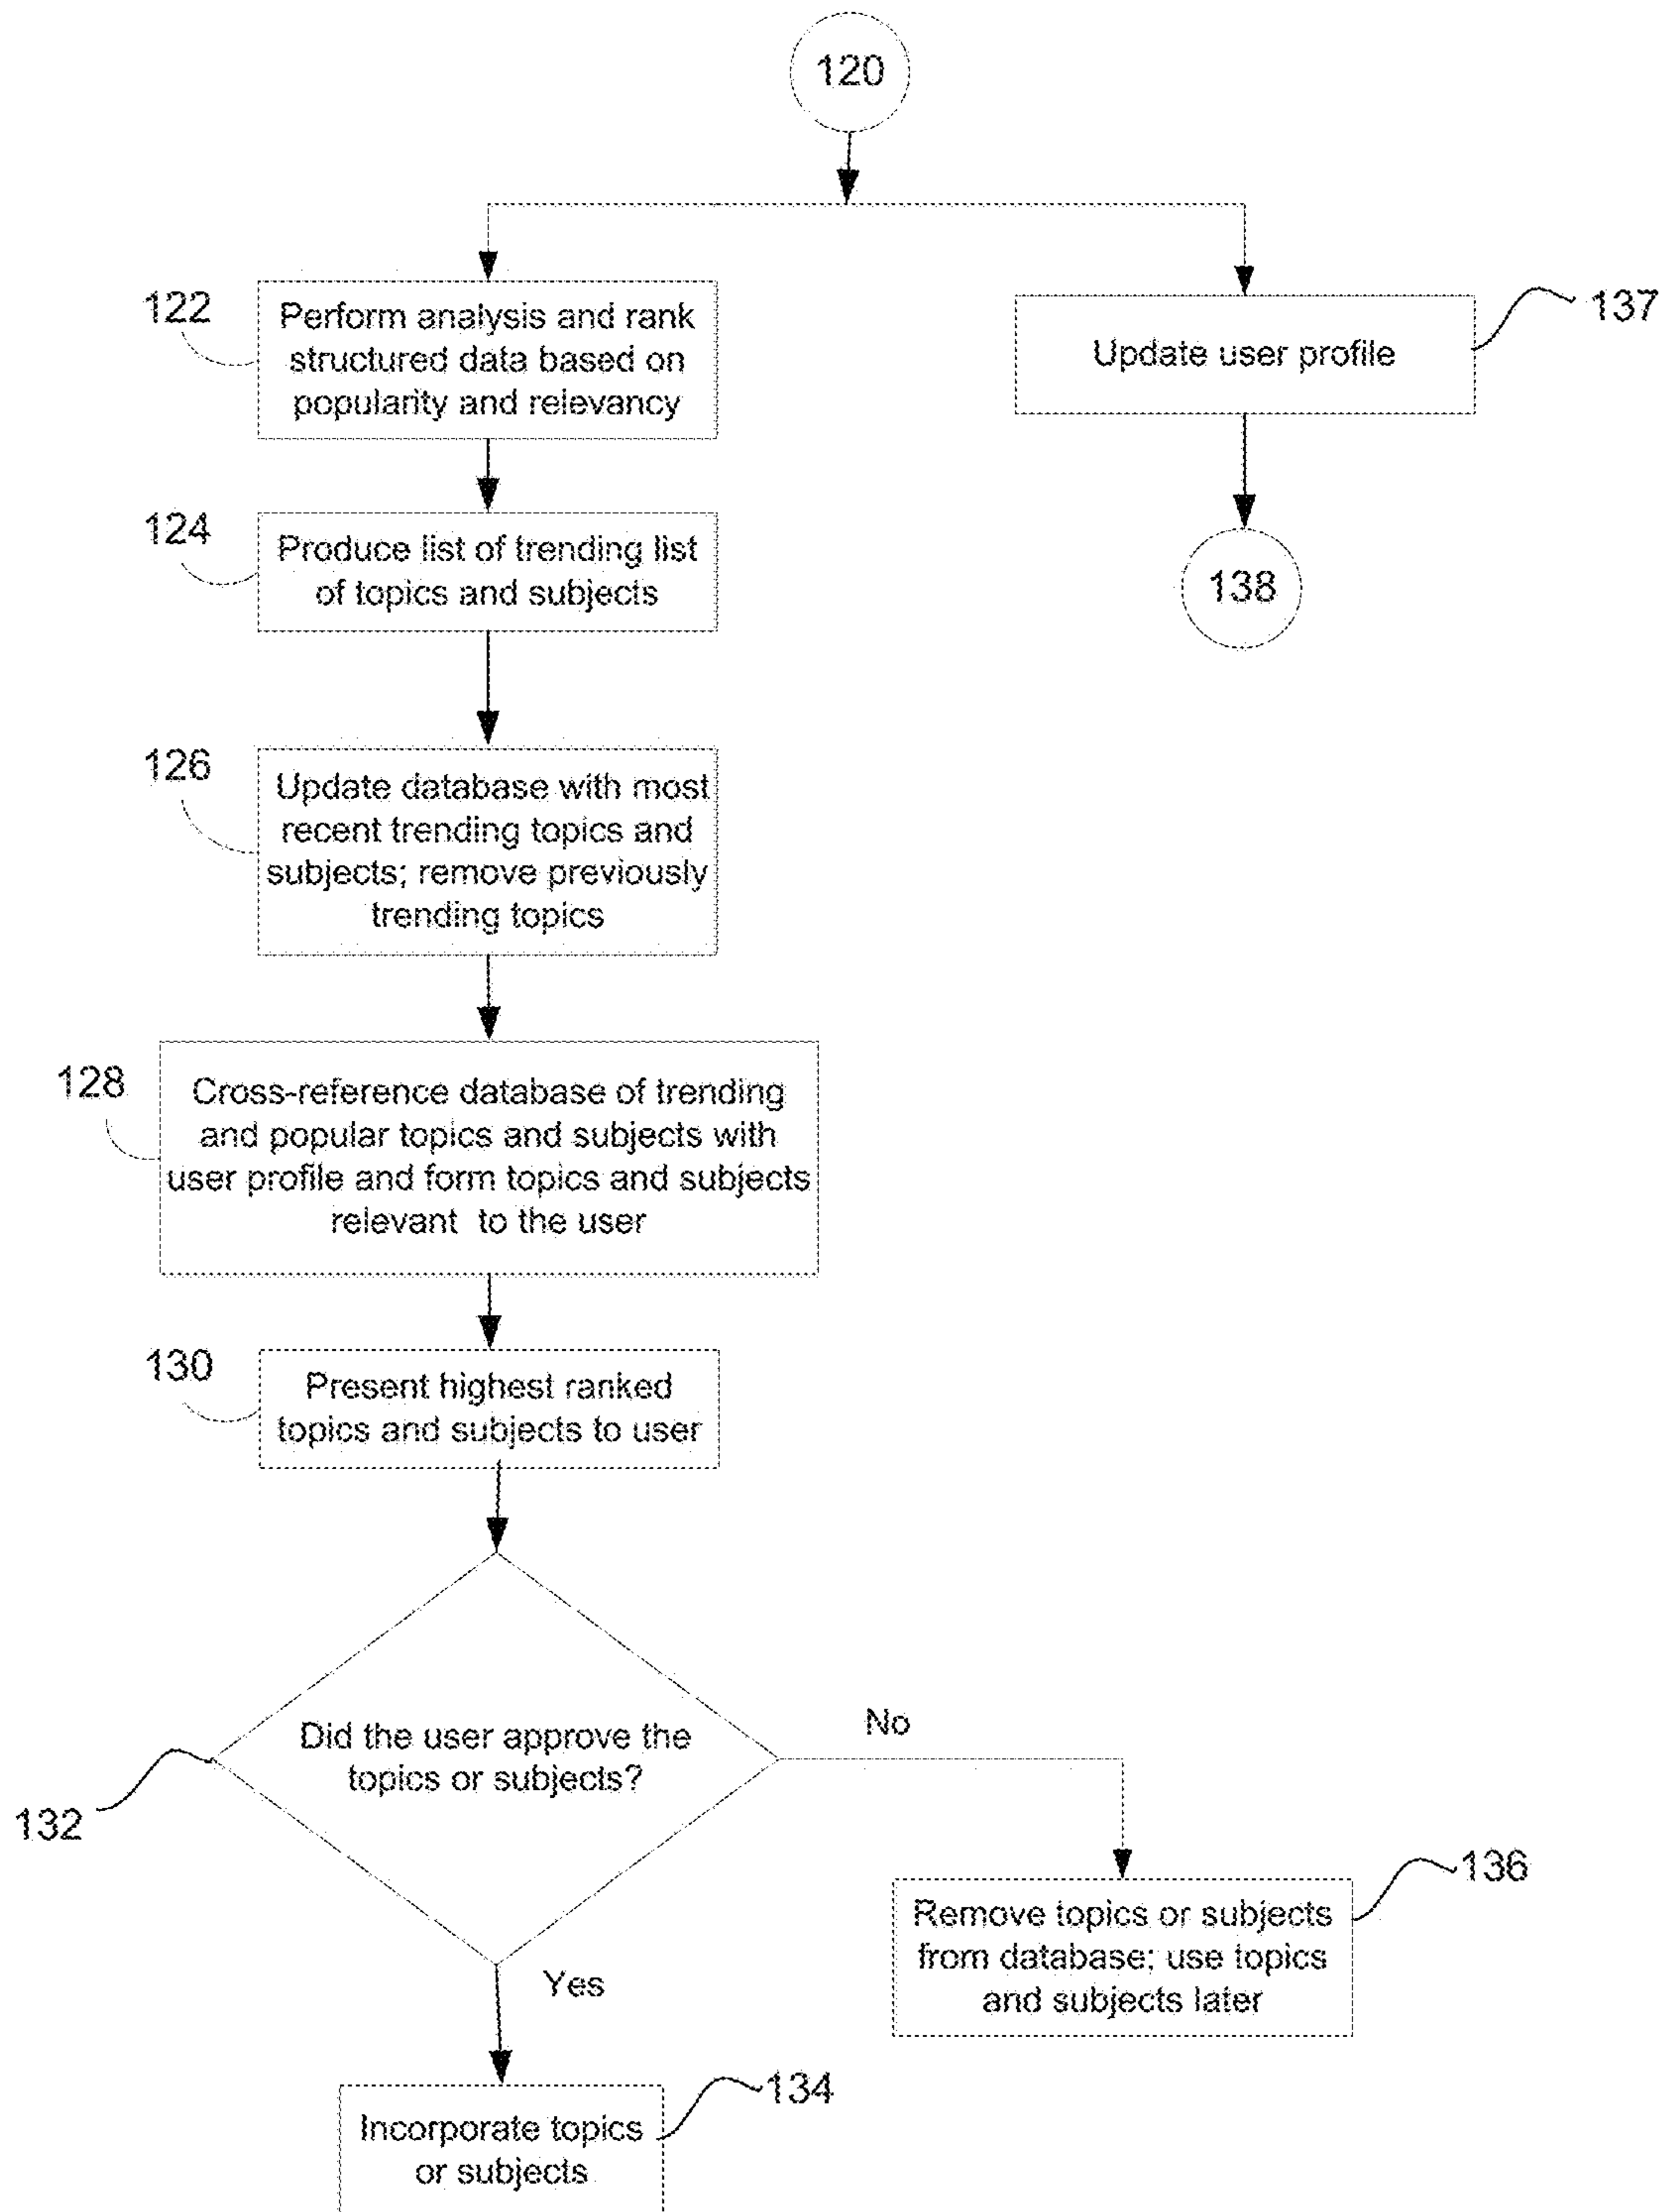 120
122
Perform analysis and rank
structured data based on
popularity and relevancy
137
Update user profile
124
Produce list of trending list
of topics and subjects
138
126
Update database with most
recent trending topics and
subjects; remove previously
trending topics
128
Cross-reference database of trending
and popular topics and subjects with
user profile and form topics and subjects
relevant to the user
130
Present highest ranked
topics and subjects to user
132
Did the user approve the
topics or subjects?
No
136
Remove topics or subjects
from database; use topics
and subjects later
Yes
134
Incorporate topics
or subjects